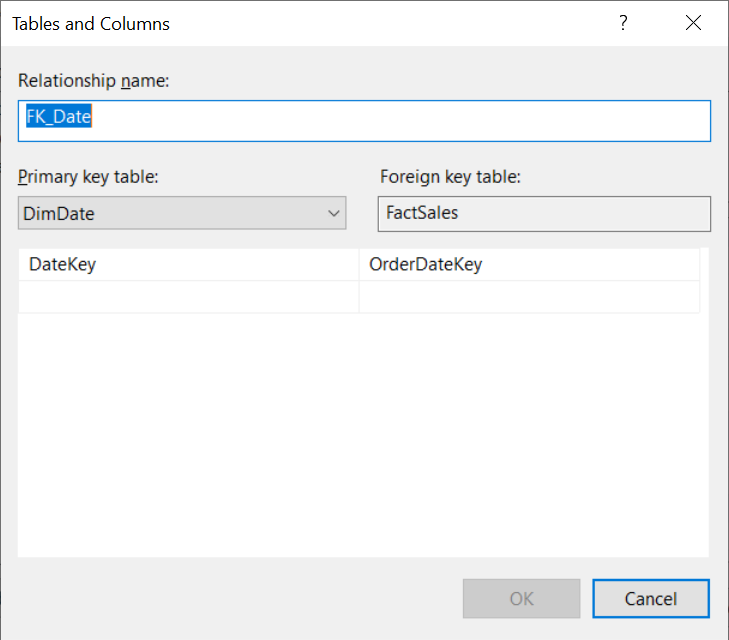 Tables and Columns
?
Relationship name:
FK_Date
Primary key table:
Foreign key table:
DimDate
FactSales
DateKey
OrderDateKey
OK
Cancel